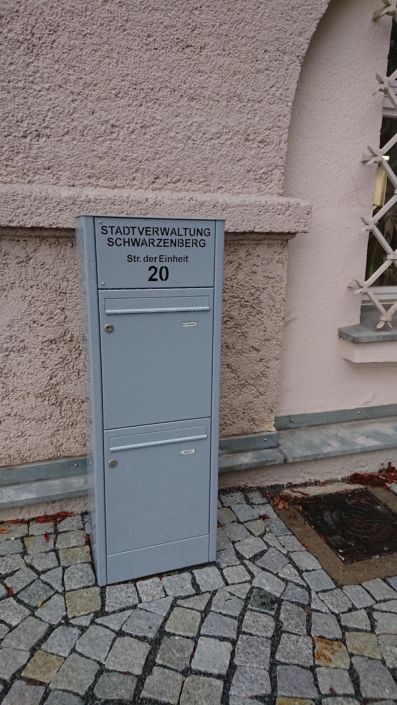 STADTVERWALTUNG
SCHWARZENBERG
Str. der Einheit
20